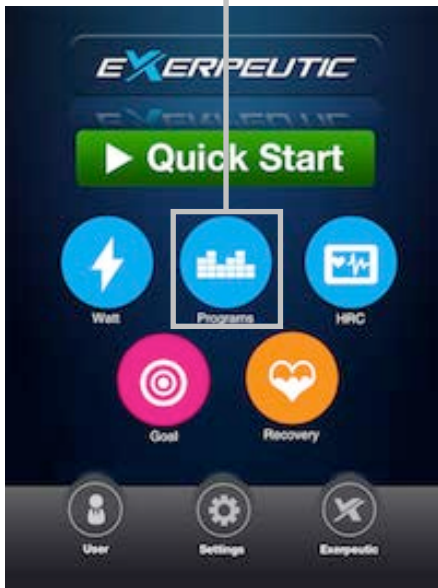 EXERPEUTIC
Quick Start
Watt
Programs
HRC
Goal
Recovery
User
Settings
Exerpeutic